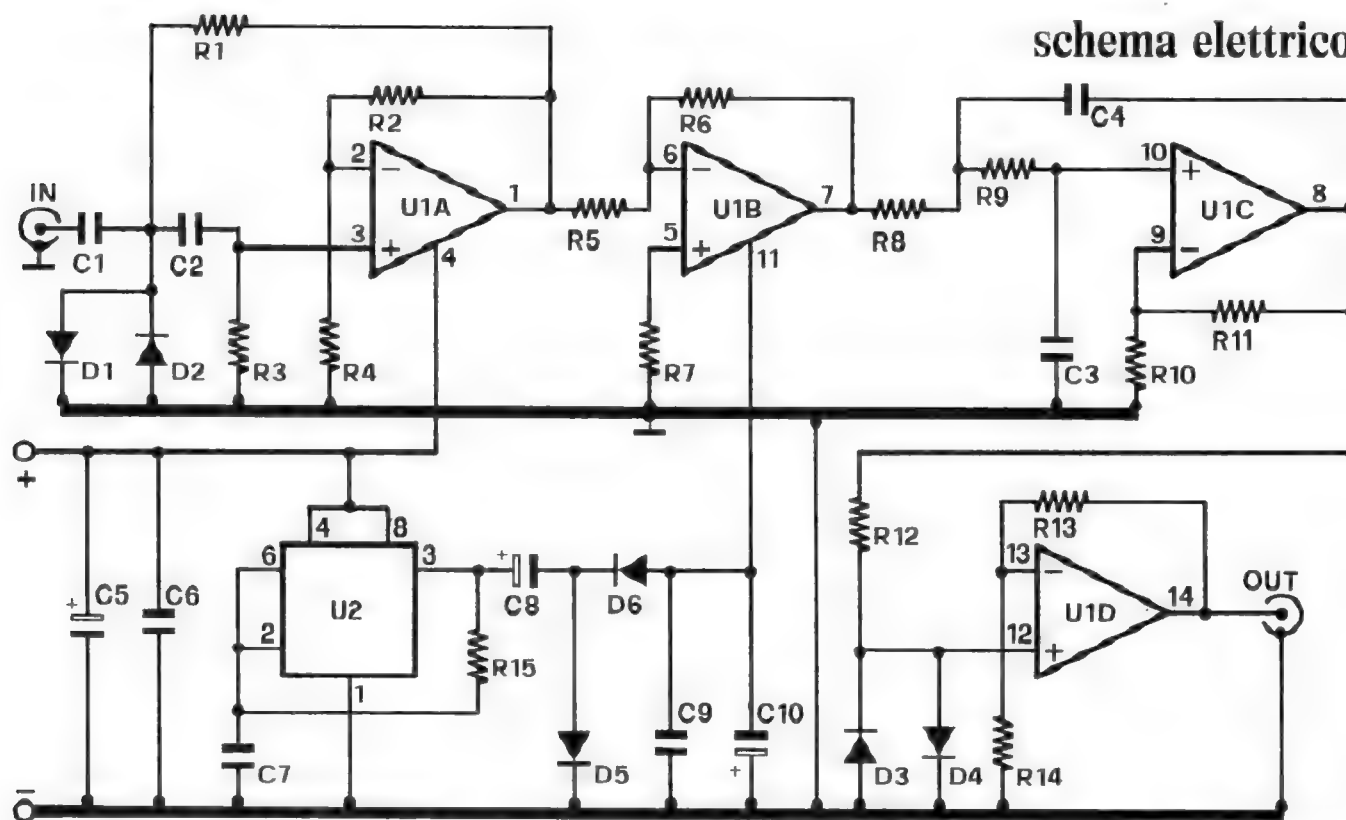 schema elettrico
R1
R2
R6
C4
IN
2
−
U1A
1
3
+
4
R5
6
−
U1B
7
5
+
11
R8
R9
10
+
U1C
8
9
−
C1
C2
R11
D1
D2
R3
R4
R7
C3
R10
+
4
8
6
3
U2
2
1
+
C5
C6
+
C8
D6
R15
C7
D5
C9
C10
+
R12
R13
13
−
U1D
14
12
+
OUT
D3
D4
R14
−